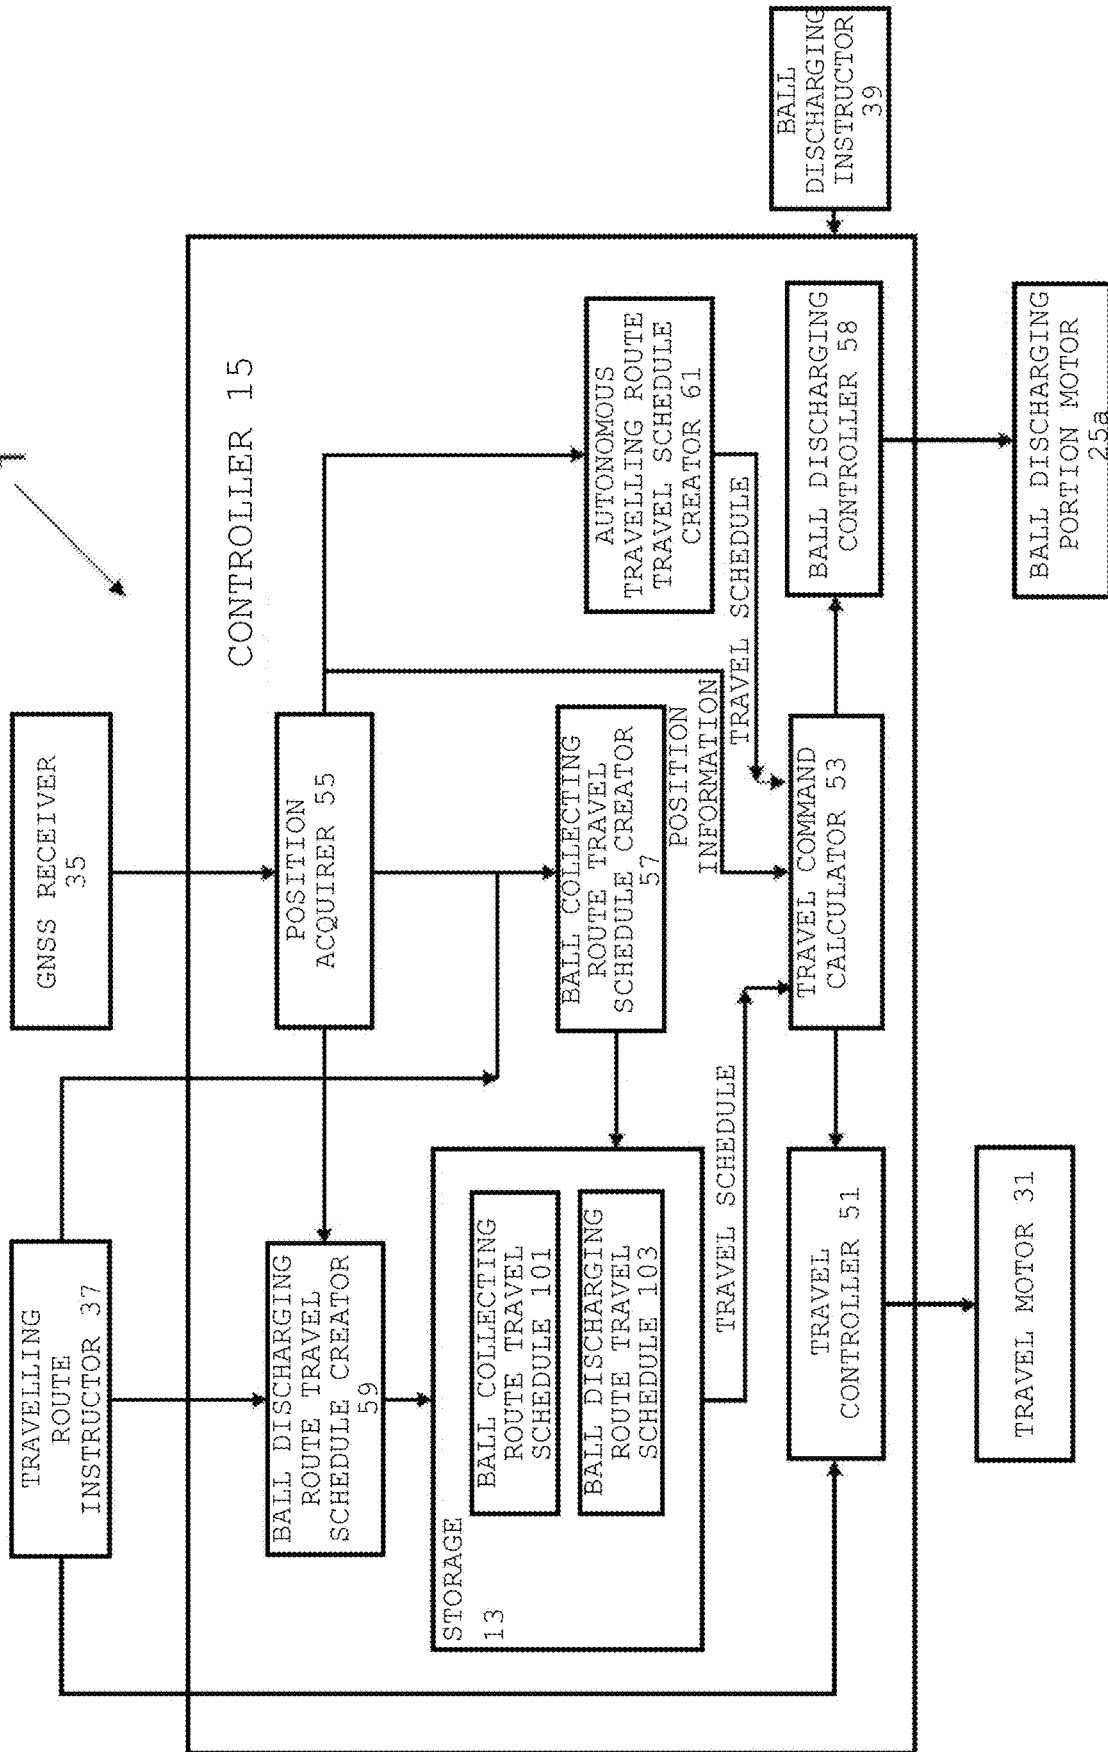 1
TRAVELLING
ROUTE
INSTRUCTOR 37
GNSS RECEIVER
35
CONTROLLER 15
BALL DISCHARGING
ROUTE TRAVEL
SCHEDULE CREATOR
59
POSITION
ACQUIRER 55
STORAGE
13
BALL COLLECTING
ROUTE TRAVEL
SCHEDULE 101
BALL DISCHARGING
ROUTE TRAVEL
SCHEDULE 103
BALL COLLECTING
ROUTE TRAVEL
SCHEDULE CREATOR
57
AUTONOMOUS
TRAVELLING ROUTE
TRAVEL SCHEDULE
CREATOR 61
POSITION
INFORMATION
TRAVEL SCHEDULE
TRAVEL SCHEDULE
TRAVEL
CONTROLLER 51
TRAVEL COMMAND
CALCULATOR 53
BALL DISCHARGING
CONTROLLER 58
BALL
DISCHARGING
INSTRUCTOR
39
TRAVEL MOTOR 31
BALL DISCHARGING
PORTION MOTOR
25a